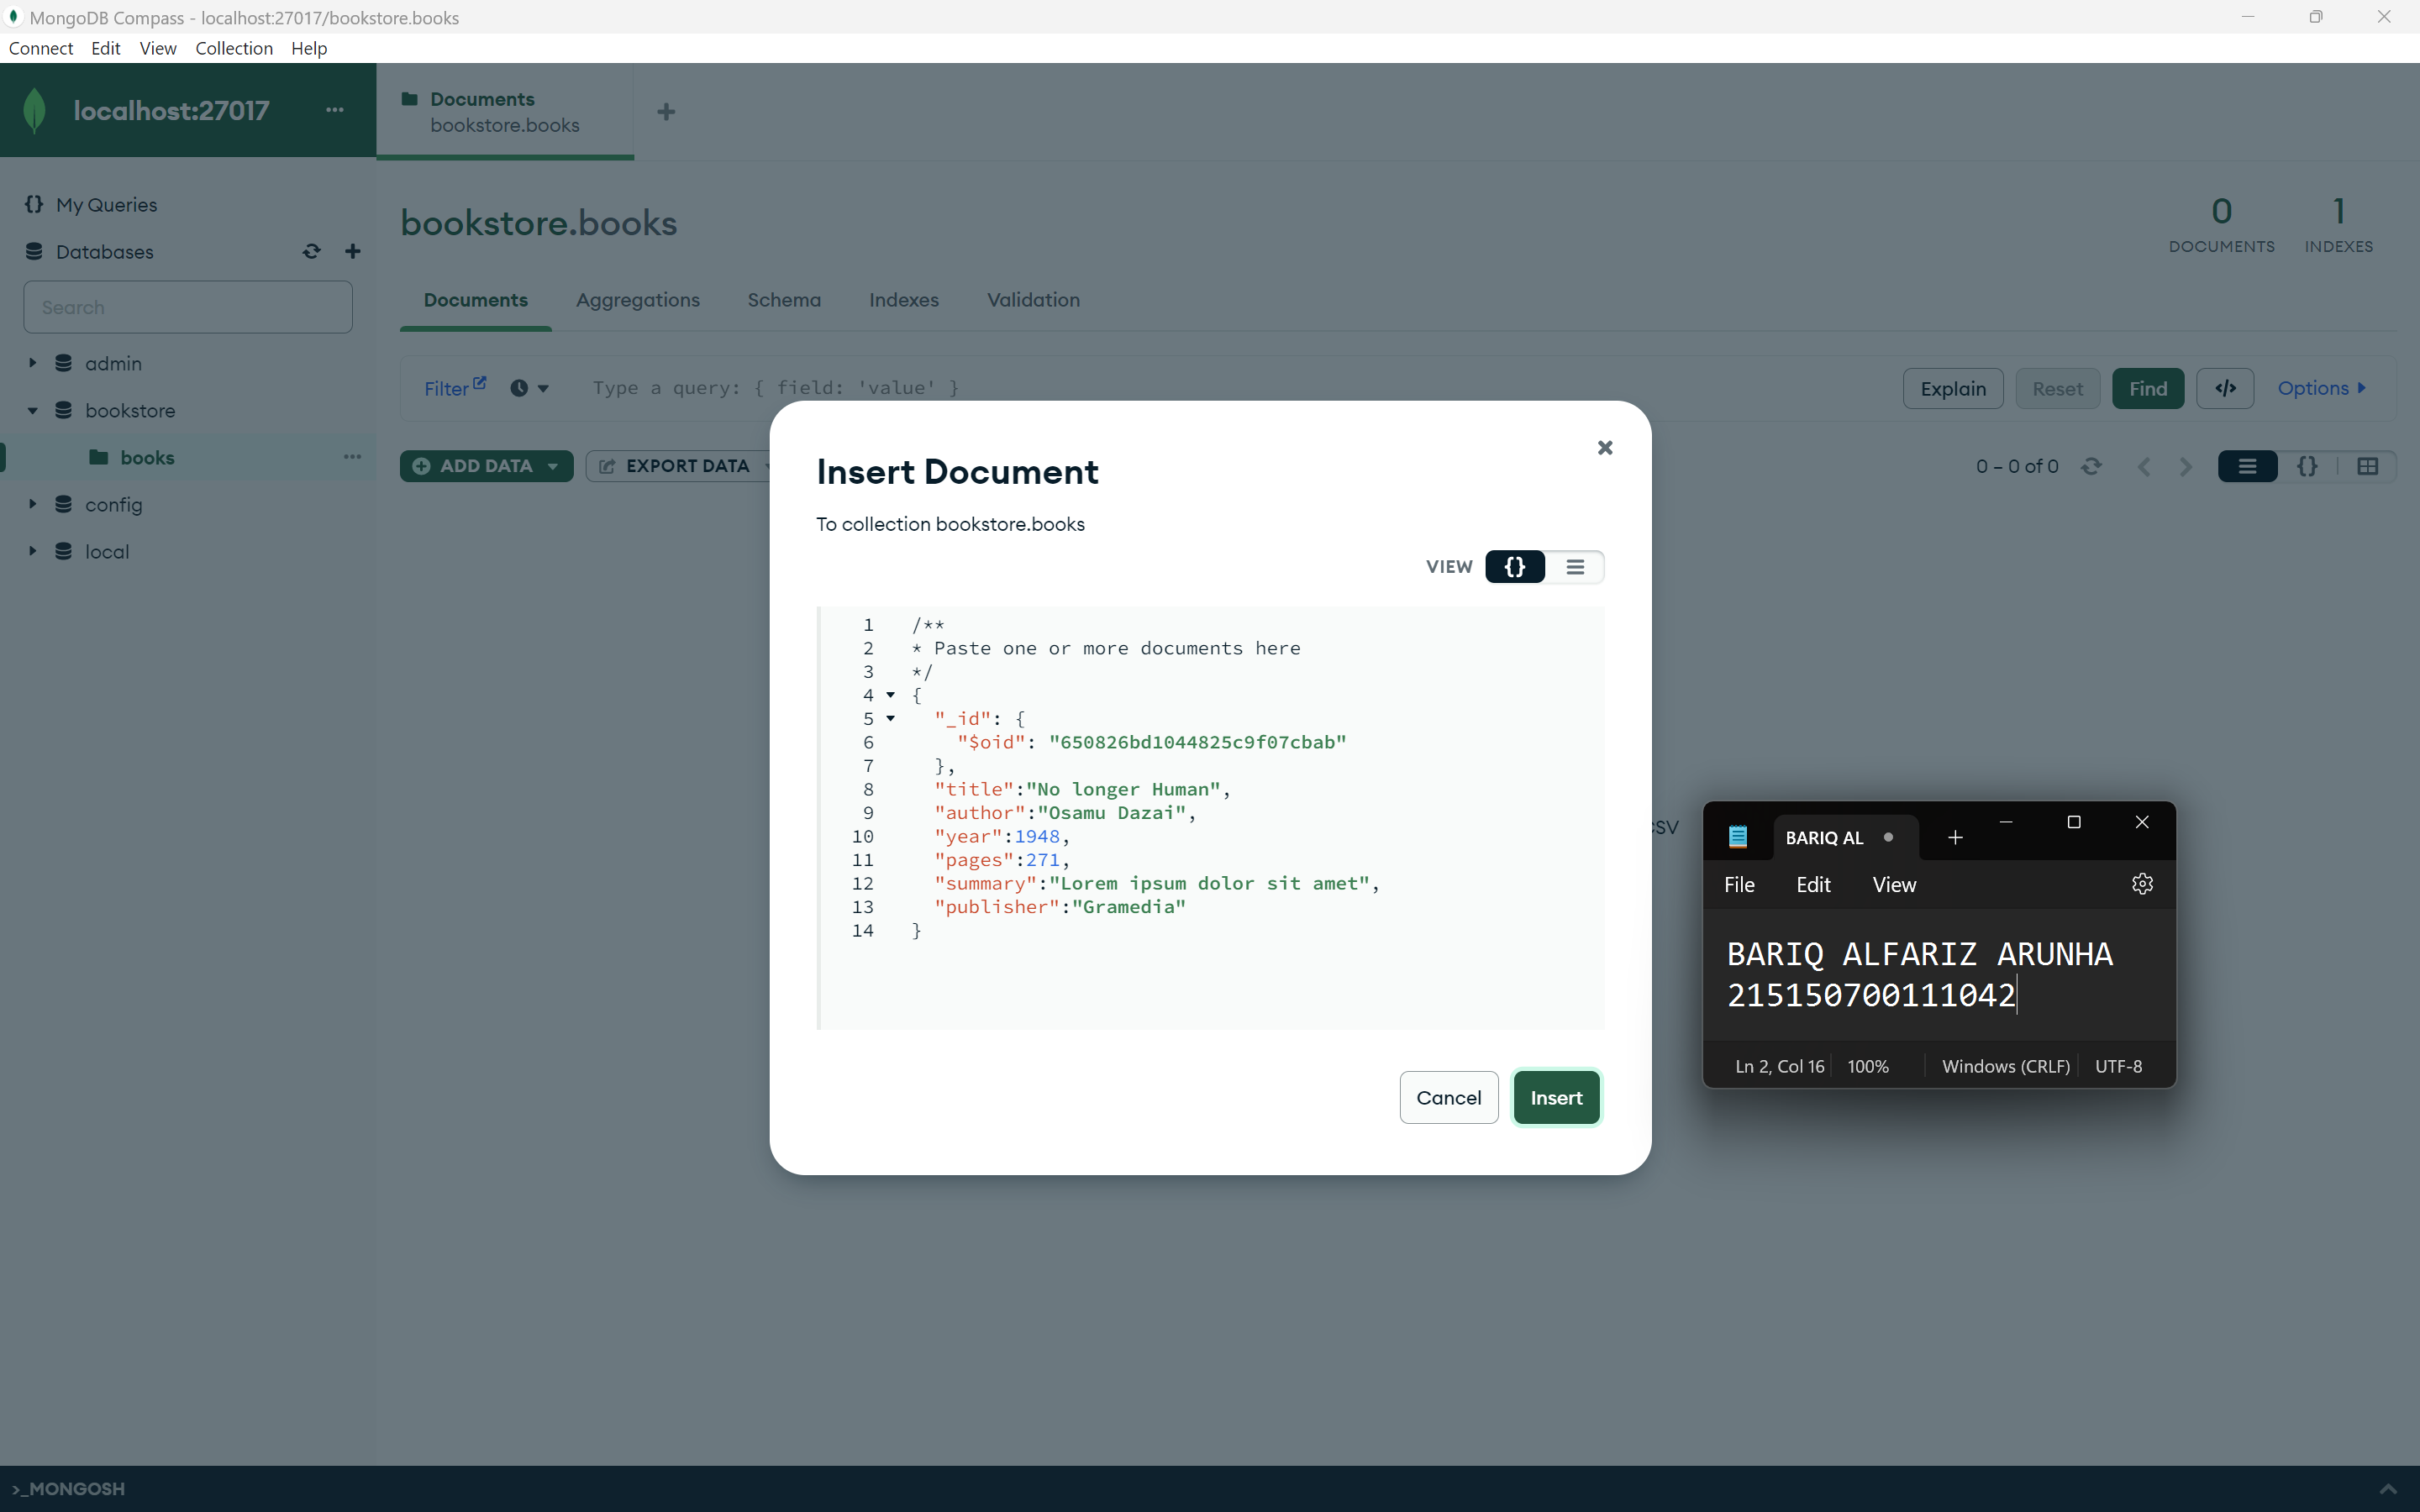 MongoDB Compass - localhost:27017/bookstore.books
Connect Edit View Collection Help
localhost:27017 ...
Documents
bookstore.books
My Queries
Databases
Search
admin
bookstore
books ...
config
local
bookstore.books
0 DOCUMENTS
1 INDEXES
Documents Aggregations Schema Indexes Validation
Filter Type a query: { field: 'value' } Explain Reset Find </> Options
ADD DATA EXPORT DATA 0 – 0 of 0 {}
Insert Document
To collection bookstore.books
VIEW {}
1 /**
2 * Paste one or more documents here
3 */
4 {
5 "_id": {
6 "$oid": "650826bd1044825c9f07cbab"
7 },
8 "title":"No longer Human",
9 "author":"Osamu Dazai",
10 "year":1948,
11 "pages":271,
12 "summary":"Lorem ipsum dolor sit amet",
13 "publisher":"Gramedia"
14 }
Cancel Insert
BARIQ AL
File Edit View
BARIQ ALFARIZ ARUNHA
215150700111042
Ln 2, Col 16 100% Windows (CRLF) UTF-8
>_MONGOSH